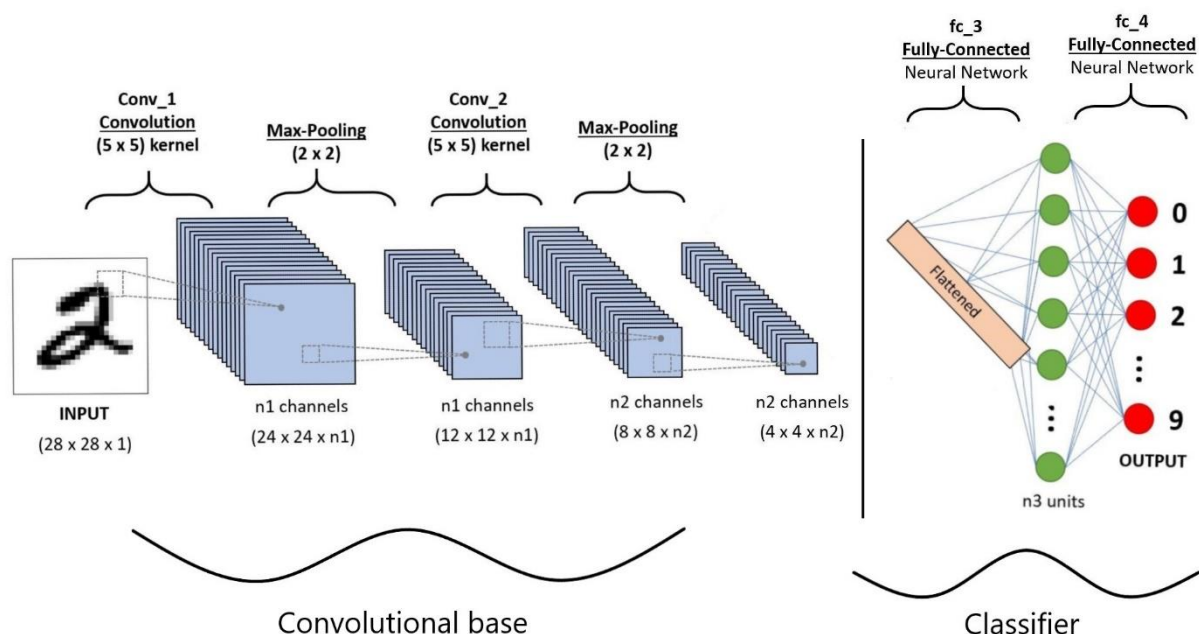 Conv_1
Convolution
(5 x 5) kernel
Max-Pooling
(2 x 2)
Conv_2
Convolution
(5 x 5) kernel
Max-Pooling
(2 x 2)
fc_3
Fully-Connected
Neural Network
fc_4
Fully-Connected
Neural Network
2
INPUT
(28 x 28 x 1)
n1 channels
(24 x 24 x n1)
n1 channels
(12 x 12 x n1)
n2 channels
(8 x 8 x n2)
n2 channels
(4 x 4 x n2)
Flattened
...
n3 units
0
1
2
...
9
OUTPUT
Convolutional base
Classifier